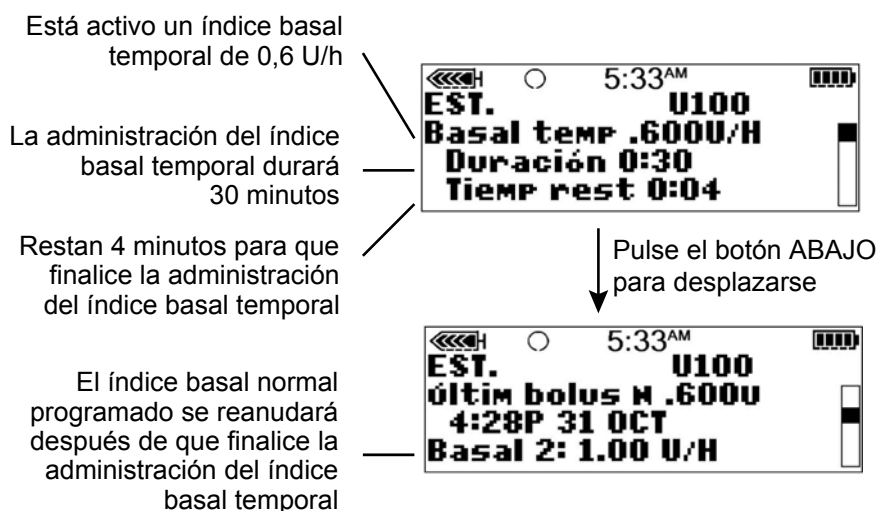 Está activo un índice basal
temporal de 0,6 U/h
La administración del índice
basal temporal durará
30 minutos
Restan 4 minutos para que
finalice la administración
del índice basal temporal
5:33AM
EST. U100
Basal temp .600U/H
Duración 0:30
Tiemp rest 0:04
Pulse el botón ABAJO
para desplazarse
El índice basal normal
programado se reanudará
después de que finalice la
administración del índice
basal temporal
H 5:33AM
EST. U100
últim bolus N .600U
4:28P 31 OCT
Basal 2: 1.00 U/H